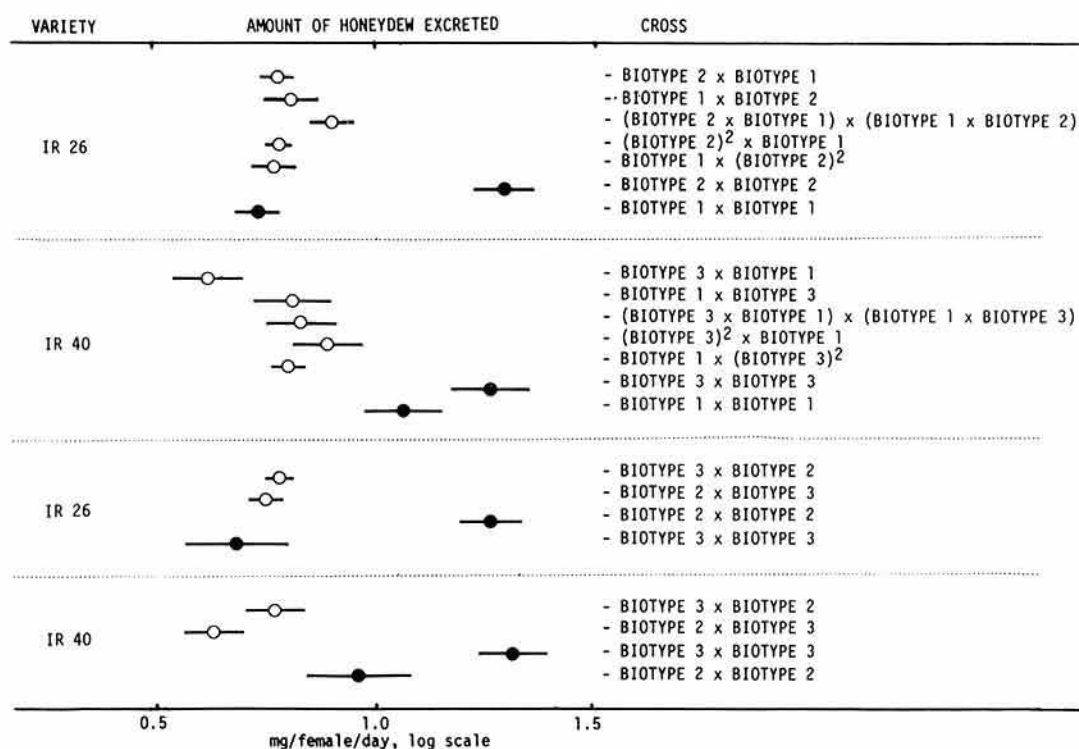 VARIETY AMOUNT OF HONEYDEW EXCRETED CROSS
0.5 1.0 1.5
- BIOTYPE 2 x BIOTYPE 1
- BIOTYPE 1 x BIOTYPE 2
- (BIOTYPE 2 x BIOTYPE 1) x (BIOTYPE 1 x BIOTYPE 2)
IR 26 - (BIOTYPE 2)² x BIOTYPE 1
- BIOTYPE 1 x (BIOTYPE 2)²
- BIOTYPE 2 x BIOTYPE 2
- BIOTYPE 1 x BIOTYPE 1
- BIOTYPE 3 x BIOTYPE 1
- BIOTYPE 1 x BIOTYPE 3
- (BIOTYPE 3 x BIOTYPE 1) x (BIOTYPE 1 x BIOTYPE 3)
IR 40 - (BIOTYPE 3)² x BIOTYPE 1
- BIOTYPE 1 x (BIOTYPE 3)²
- BIOTYPE 3 x BIOTYPE 3
- BIOTYPE 1 x BIOTYPE 1
- BIOTYPE 3 x BIOTYPE 2
- BIOTYPE 2 x BIOTYPE 3
IR 26 - BIOTYPE 2 x BIOTYPE 2
- BIOTYPE 3 x BIOTYPE 3
- BIOTYPE 3 x BIOTYPE 2
IR 40 - BIOTYPE 2 x BIOTYPE 3
- BIOTYPE 3 x BIOTYPE 3
- BIOTYPE 2 x BIOTYPE 2
0.5 1.0 1.5
mg/female/day, log scale